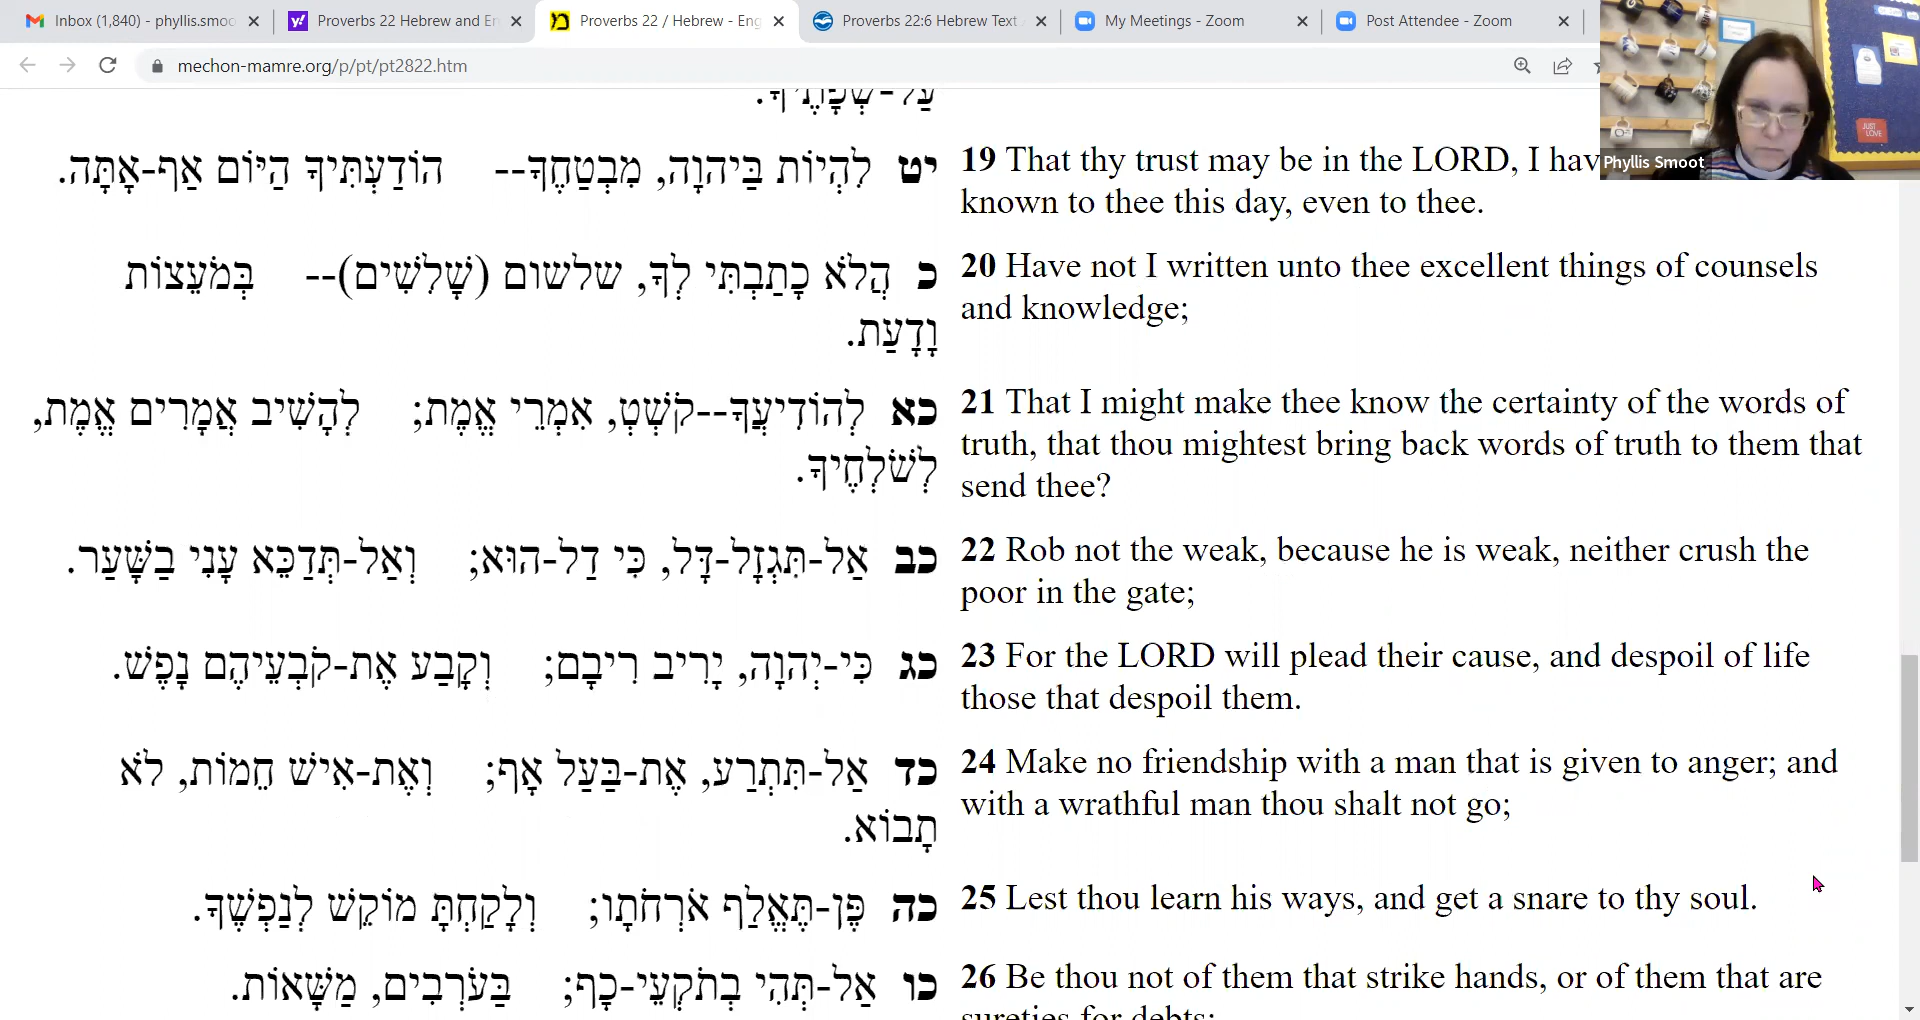 Inbox (1,840) - phyllis.smoo
Proverbs 22 Hebrew and En
Proverbs 22 / Hebrew - Eng
Proverbs 22:6 Hebrew Text
My Meetings - Zoom
Post Attendee - Zoom
mechon-mamre.org/p/pt/pt2822.htm
JUST LOVE
Phyllis Smoot
עַל-שְׂפָתֶיךָ.
יט לִהְיוֹת בַּיהוָה, מִבְטַחֶךָ-- הוֹדַעְתִּיךָ הַיּוֹם אַף-אָתָּה.
19 That thy trust may be in the LORD, I hav
known to thee this day, even to thee.
כ הֲלֹא כָתַבְתִּי לְךָ, שלשום (שָׁלִשִׁים)-- בְּמֹעֵצוֹת
וָדָעַת.
20 Have not I written unto thee excellent things of counsels
and knowledge;
כא לְהוֹדִיעֲךָ--קֹשְׁטְ, אִמְרֵי אֱמֶת; לְהָשִׁיב אֲמָרִים אֱמֶת,
לְשֹׁלְחֶיךָ.
21 That I might make thee know the certainty of the words of
truth, that thou mightest bring back words of truth to them that
send thee?
כב אַל-תִּגְזָל-דָּל, כִּי דַל-הוּא; וְאַל-תְּדַכֵּא עָנִי בַשָּׁעַר.
22 Rob not the weak, because he is weak, neither crush the
poor in the gate;
כג כִּי-יְהוָה, יָרִיב רִיבָם; וְקָבַע אֶת-קֹבְעֵיהֶם נָפֶשׁ.
23 For the LORD will plead their cause, and despoil of life
those that despoil them.
כד אַל-תִּתְרַע, אֶת-בַּעַל אָף; וְאֶת-אִישׁ חֵמוֹת, לֹא
תָבוֹא.
24 Make no friendship with a man that is given to anger; and
with a wrathful man thou shalt not go;
כה פֶּן-תֶּאֱלַף אֹרְחֹתָו; וְלָקַחְתָּ מוֹקֵשׁ לְנַפְשֶׁךָ.
25 Lest thou learn his ways, and get a snare to thy soul.
כו אַל-תְּהִי בְתֹקְעֵי-כָף; בַּעֹרְבִים, מַשָּׁאוֹת.
26 Be thou not of them that strike hands, or of them that are
sureties for debts;